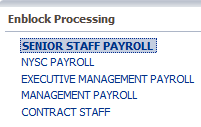 Enblock Processing
SENIOR STAFF PAYROLL
NYSC PAYROLL
EXECUTIVE MANAGEMENT PAYROLL
MANAGEMENT PAYROLL
CONTRACT STAFF